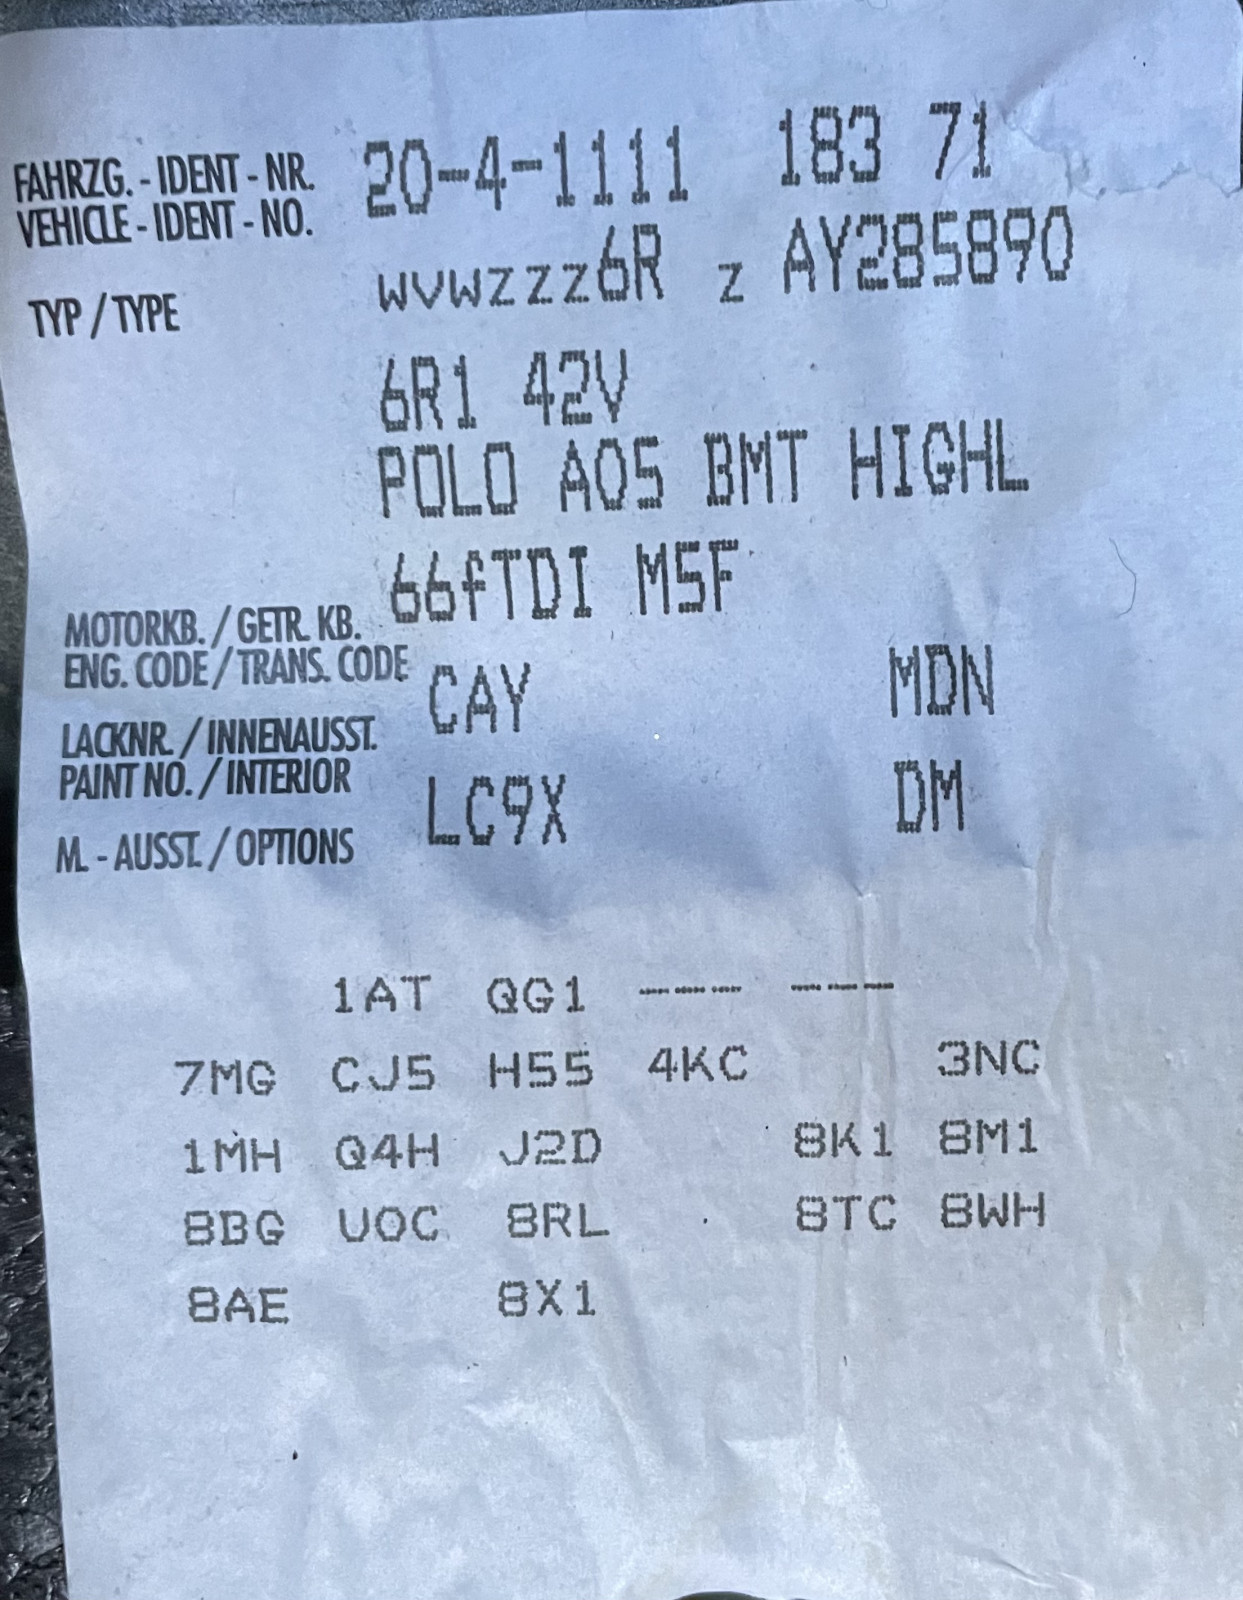 FAHRZG. - IDENT - NR. 20-4-1111 183 71
VEHICLE - IDENT - NO.
WVWZZZ6R Z AY285890
TYP / TYPE
6R1 42V
POLO A05 BMT HIGHL
66fTDI M5F
MOTORKB. / GETR. KB.
ENG. CODE / TRANS. CODE CAY MDN
LACKNR. / INNENAUSST.
PAINT NO. / INTERIOR LC9X DM
M. - AUSST. / OPTIONS
1AT QG1 ---- ----
7MG CJ5 H55 4KC 3NC
1MH Q4H J2D 8K1 8M1
8BG U0C 8RL 8TC 8WH
8AE 8X1